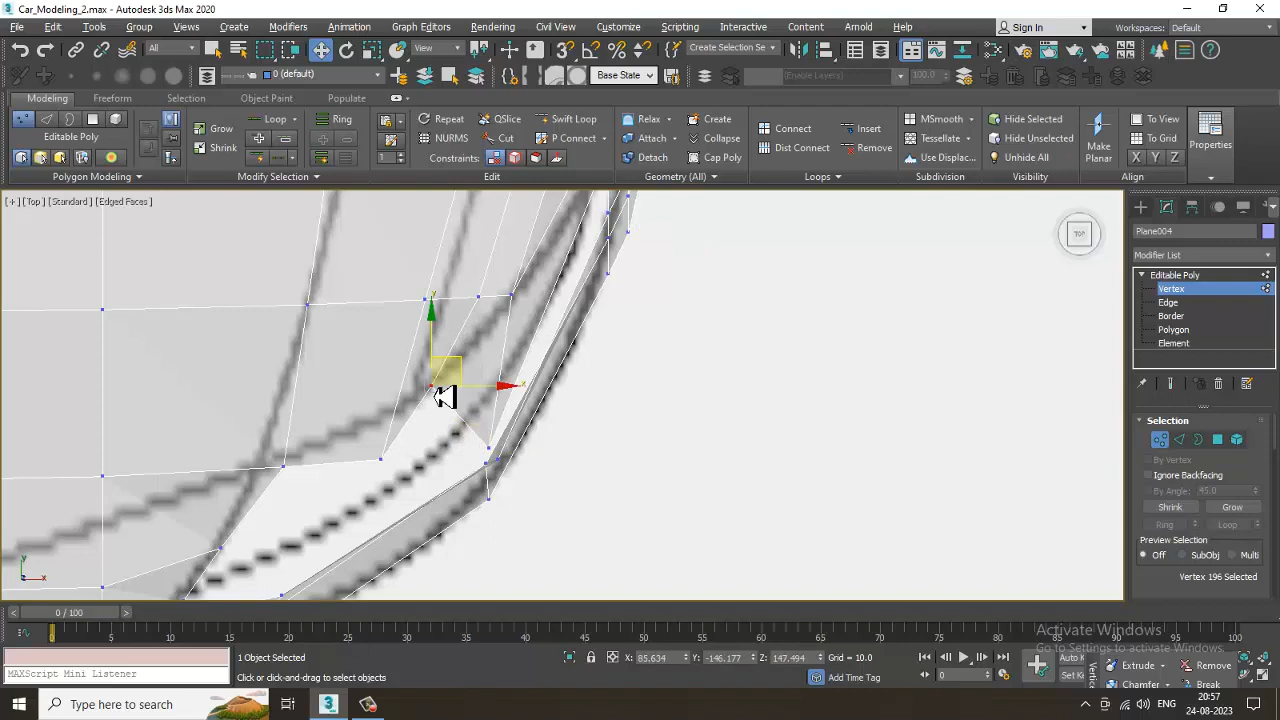 Car_Modeling_2.max - Autodesk 3ds Max 2020
File Edit Tools Group Views Create Modifiers Animation Graph Editors Rendering Civil View Customize Scripting Interactive Content Arnold Help Sign In Workspaces: Default
All View Create Selection Se
0 (default) Base State (Enable Layers) 100.0
Modeling Freeform Selection Object Paint Populate
Grow Loop Ring Repeat QSlice Swift Loop Relax Create Connect Insert MSmooth Hide Selected To View
Editable Poly Shrink NURMS Cut P Connect Attach Collapse Dist Connect Remove Tessellate Hide Unselected To Grid
1 Constraints: Detach Cap Poly Use Displac... Unhide All Make Planar X Y Z Properties
Polygon Modeling Modify Selection Edit Geometry (All) Loops Subdivision Visibility Align
[+] [Top] [Standard] [Edged Faces]
TOP
y
x
y
x
Plane004
Modifier List
Editable Poly
Vertex
Edge
Border
Polygon
Element
Selection
By Vertex
Ignore Backfacing
By Angle: 45.0
Shrink Grow
Ring Loop
Preview Selection
Off SubObj Multi
Vertex 196 Selected
0 / 100
0 5 10 15 20 25 30 35 40 45 50 55 60 65 70 75 80 85 90 95 100
Activate Windows
Go to Settings to activate Windows.
1 Object Selected X: 85.634 Y: -146.177 Z: 147.494 Grid = 10.0 Auto K Extrude Remove
MAXScript Mini Listener Click or click-and-drag to select objects Add Time Tag 0 Set K Vertex Chamfer Break
Type here to search ENG 20:57
24-08-2023